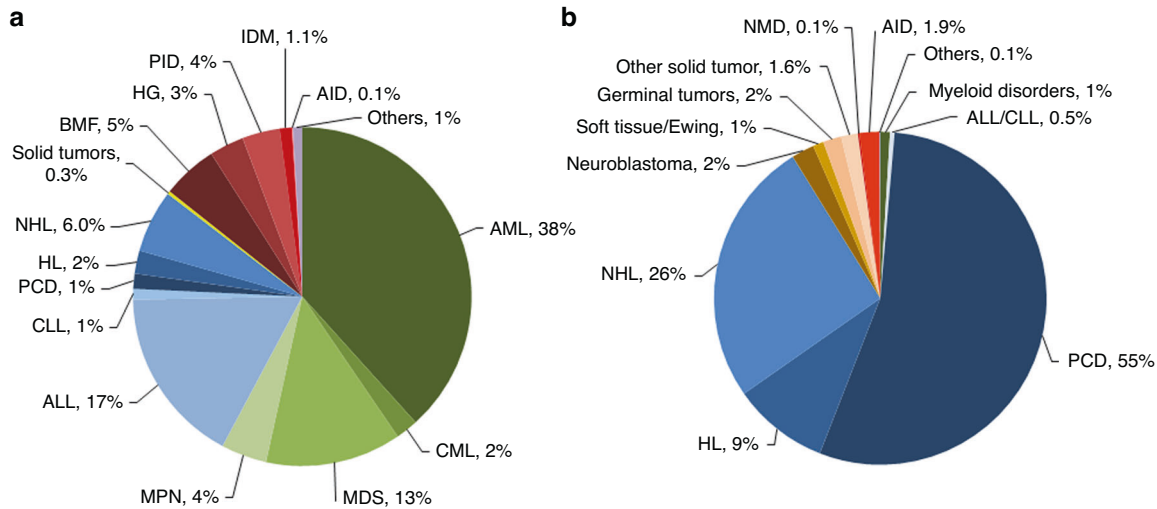 a
IDM, 1.1%
PID, 4%
HG, 3%
AID, 0.1%
Others, 1%
BMF, 5%
Solid tumors,
0.3%
NHL, 6.0%
HL, 2%
PCD, 1%
CLL, 1%
ALL, 17%
MPN, 4%
MDS, 13%
CML, 2%
AML, 38%
b
NMD, 0.1%
AID, 1.9%
Others, 0.1%
Other solid tumor, 1.6%
Myeloid disorders, 1%
Germinal tumors, 2%
ALL/CLL, 0.5%
Soft tissue/Ewing, 1%
Neuroblastoma, 2%
NHL, 26%
PCD, 55%
HL, 9%